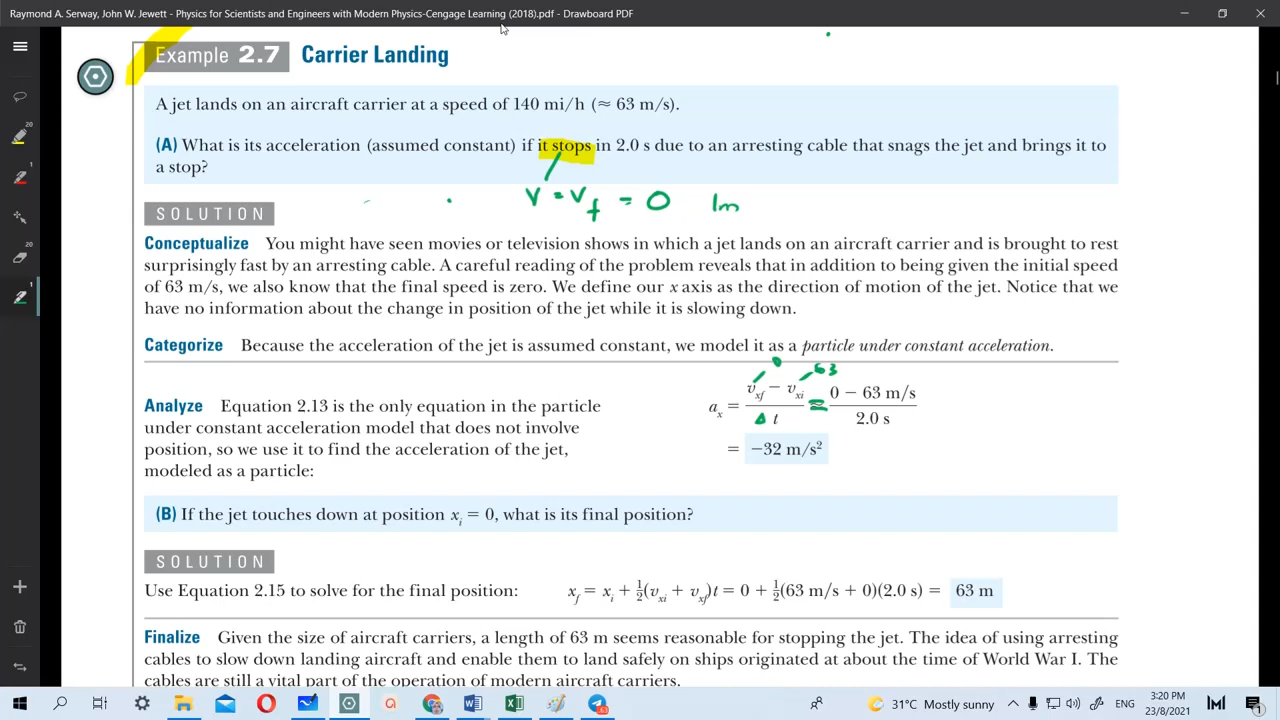 Raymond A. Serway, John W. Jewett - Physics for Scientists and Engineers with Modern Physics-Cengage Learning (2018).pdf - Drawboard PDF
Example 2.7 Carrier Landing
A jet lands on an aircraft carrier at a speed of 140 mi/h (≈ 63 m/s).
(A) What is its acceleration (assumed constant) if it stops in 2.0 s due to an arresting cable that snags the jet and brings it to
a stop?
v = v_f = 0 1m
SOLUTION
Conceptualize You might have seen movies or television shows in which a jet lands on an aircraft carrier and is brought to rest
surprisingly fast by an arresting cable. A careful reading of the problem reveals that in addition to being given the initial speed
of 63 m/s, we also know that the final speed is zero. We define our x axis as the direction of motion of the jet. Notice that we
have no information about the change in position of the jet while it is slowing down.
Categorize Because the acceleration of the jet is assumed constant, we model it as a particle under constant acceleration.
0 63
Analyze Equation 2.13 is the only equation in the particle
under constant acceleration model that does not involve
position, so we use it to find the acceleration of the jet,
modeled as a particle:
a_x = (v_xf − v_xi) / Δ t ≈ (0 − 63 m/s) / 2.0 s
= −32 m/s²
(B) If the jet touches down at position x_i = 0, what is its final position?
SOLUTION
Use Equation 2.15 to solve for the final position: x_f = x_i + ½(v_xi + v_xf)t = 0 + ½(63 m/s + 0)(2.0 s) = 63 m
Finalize Given the size of aircraft carriers, a length of 63 m seems reasonable for stopping the jet. The idea of using arresting
cables to slow down landing aircraft and enable them to land safely on ships originated at about the time of World War I. The
cables are still a vital part of the operation of modern aircraft carriers.
20
1
20
1
31°C Mostly sunny
ENG
3:20 PM
23/8/2021
1